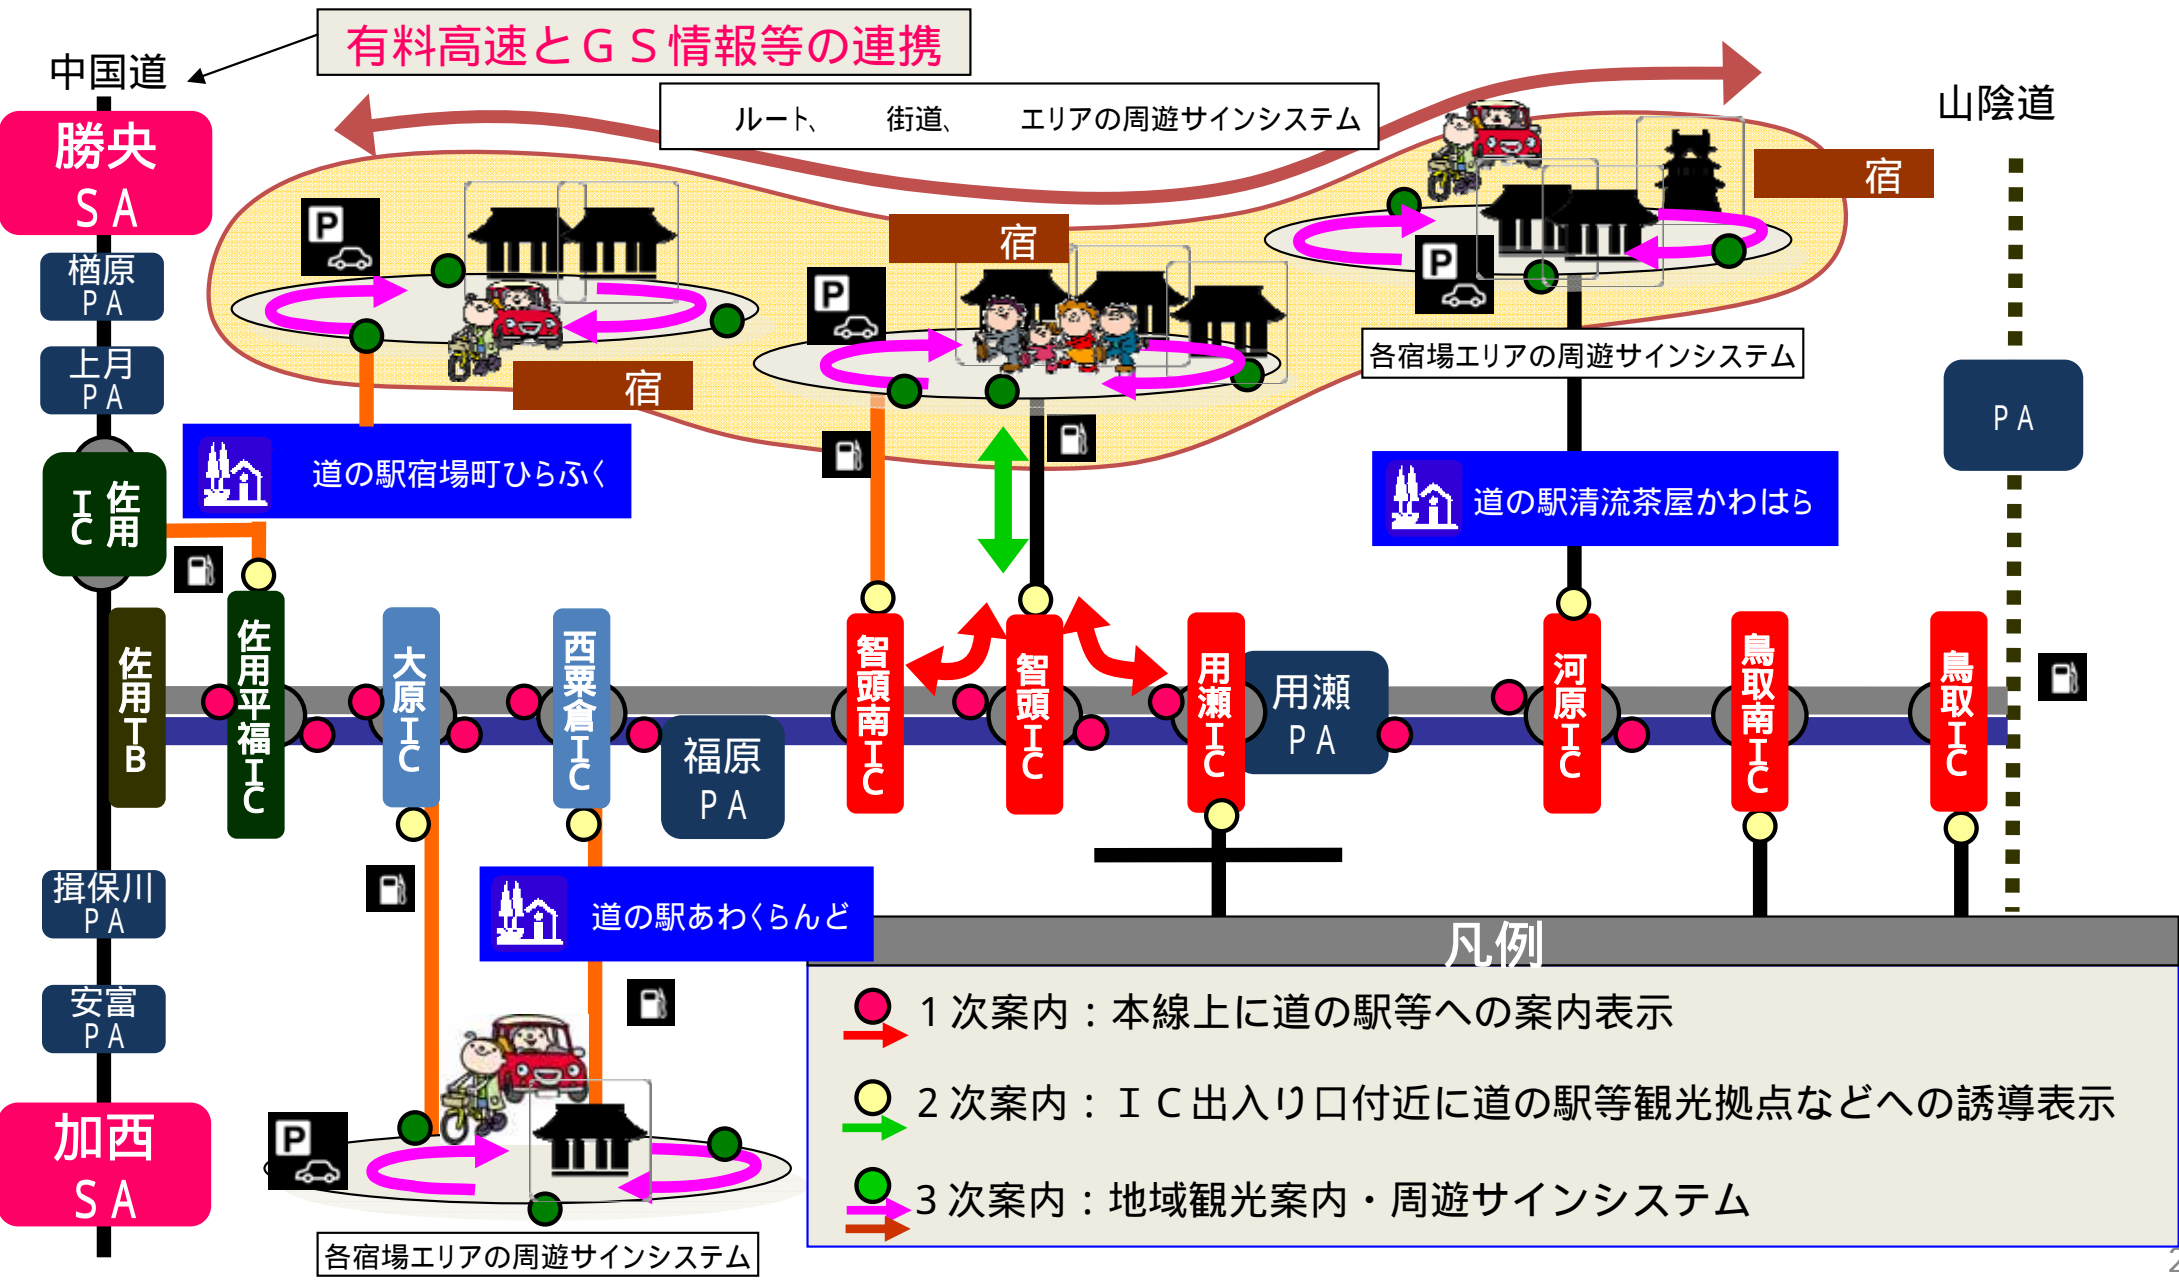 有料高速とＧＳ情報等の連携
中国道
ルート、 街道、 エリアの周遊サインシステム
山陰道
勝央
ＳＡ
宿
宿
楢原
ＰＡ
上月
ＰＡ
宿
各宿場エリアの周遊サインシステム
ＰＡ
道の駅宿場町ひらふく
道の駅清流茶屋かわはら
佐用
ＩＣ
佐用ＴＢ
佐用平福ＩＣ
大原ＩＣ
西粟倉ＩＣ
福原
ＰＡ
智頭南ＩＣ
智頭ＩＣ
用瀬ＩＣ
用瀬
ＰＡ
河原ＩＣ
鳥取南ＩＣ
鳥取ＩＣ
揖保川
ＰＡ
道の駅あわくらんど
安富
ＰＡ
加西
ＳＡ
P
P
P
P
各宿場エリアの周遊サインシステム
凡例
１次案内：本線上に道の駅等への案内表示
２次案内：ＩＣ出入り口付近に道の駅等観光拠点などへの誘導表示
３次案内：地域観光案内・周遊サインシステム